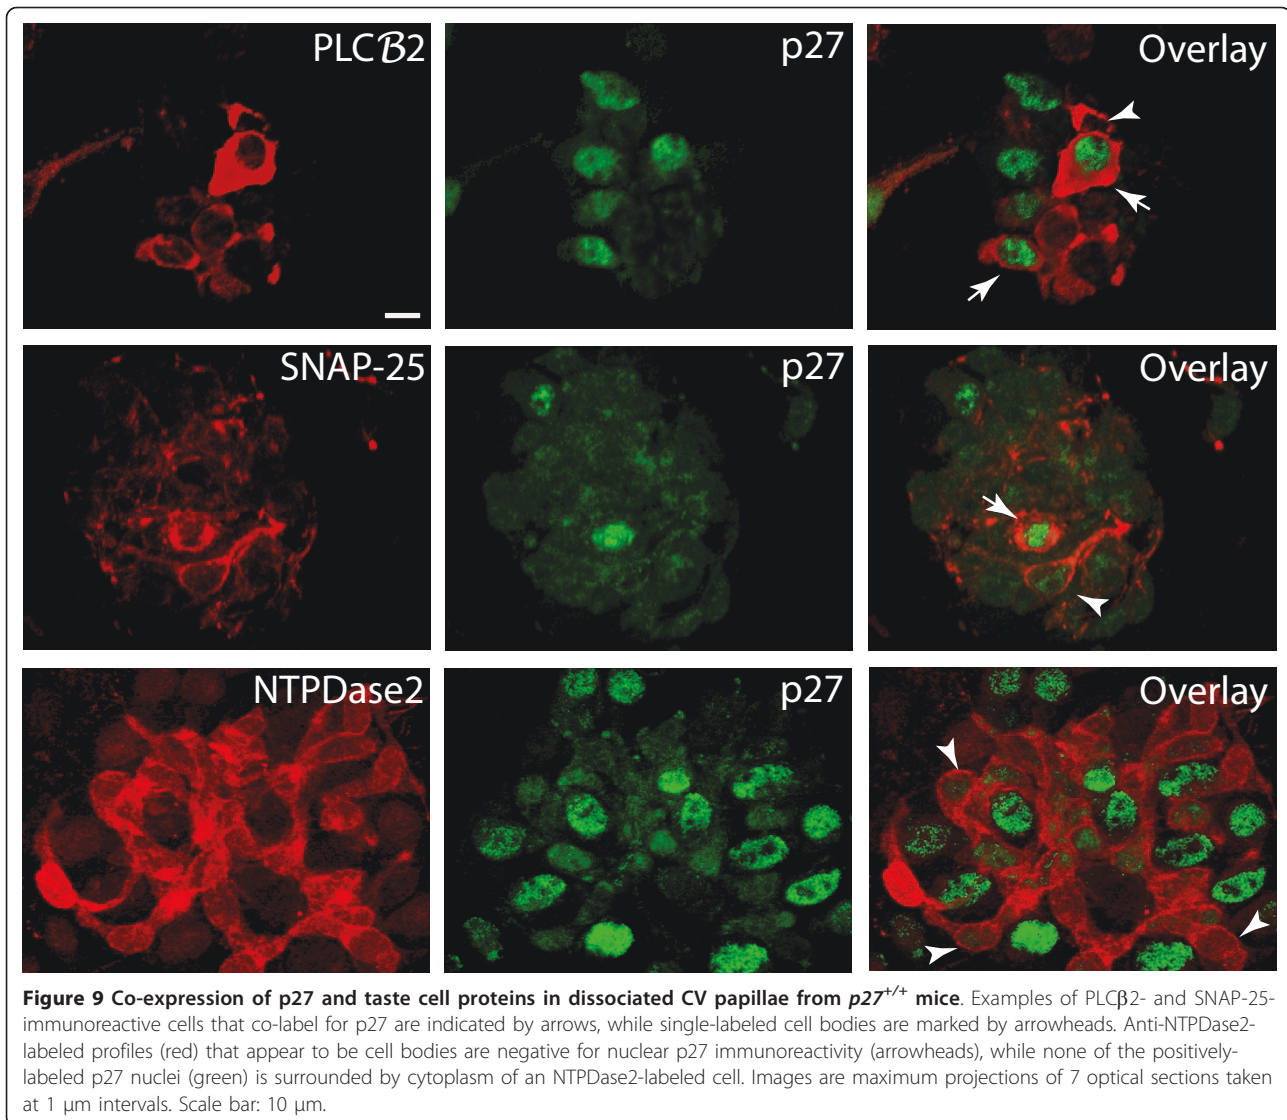 PLCB2
p27
Overlay
SNAP-25
p27
Overlay
NTPDase2
p27
Overlay
Figure 9 Co-expression of p27 and taste cell proteins in dissociated CV papillae from p27+/+ mice. Examples of PLCβ2- and SNAP-25-
immunoreactive cells that co-label for p27 are indicated by arrows, while single-labeled cell bodies are marked by arrowheads. Anti-NTPDase2-
labeled profiles (red) that appear to be cell bodies are negative for nuclear p27 immunoreactivity (arrowheads), while none of the positively-
labeled p27 nuclei (green) is surrounded by cytoplasm of an NTPDase2-labeled cell. Images are maximum projections of 7 optical sections taken
at 1 μm intervals. Scale bar: 10 μm.